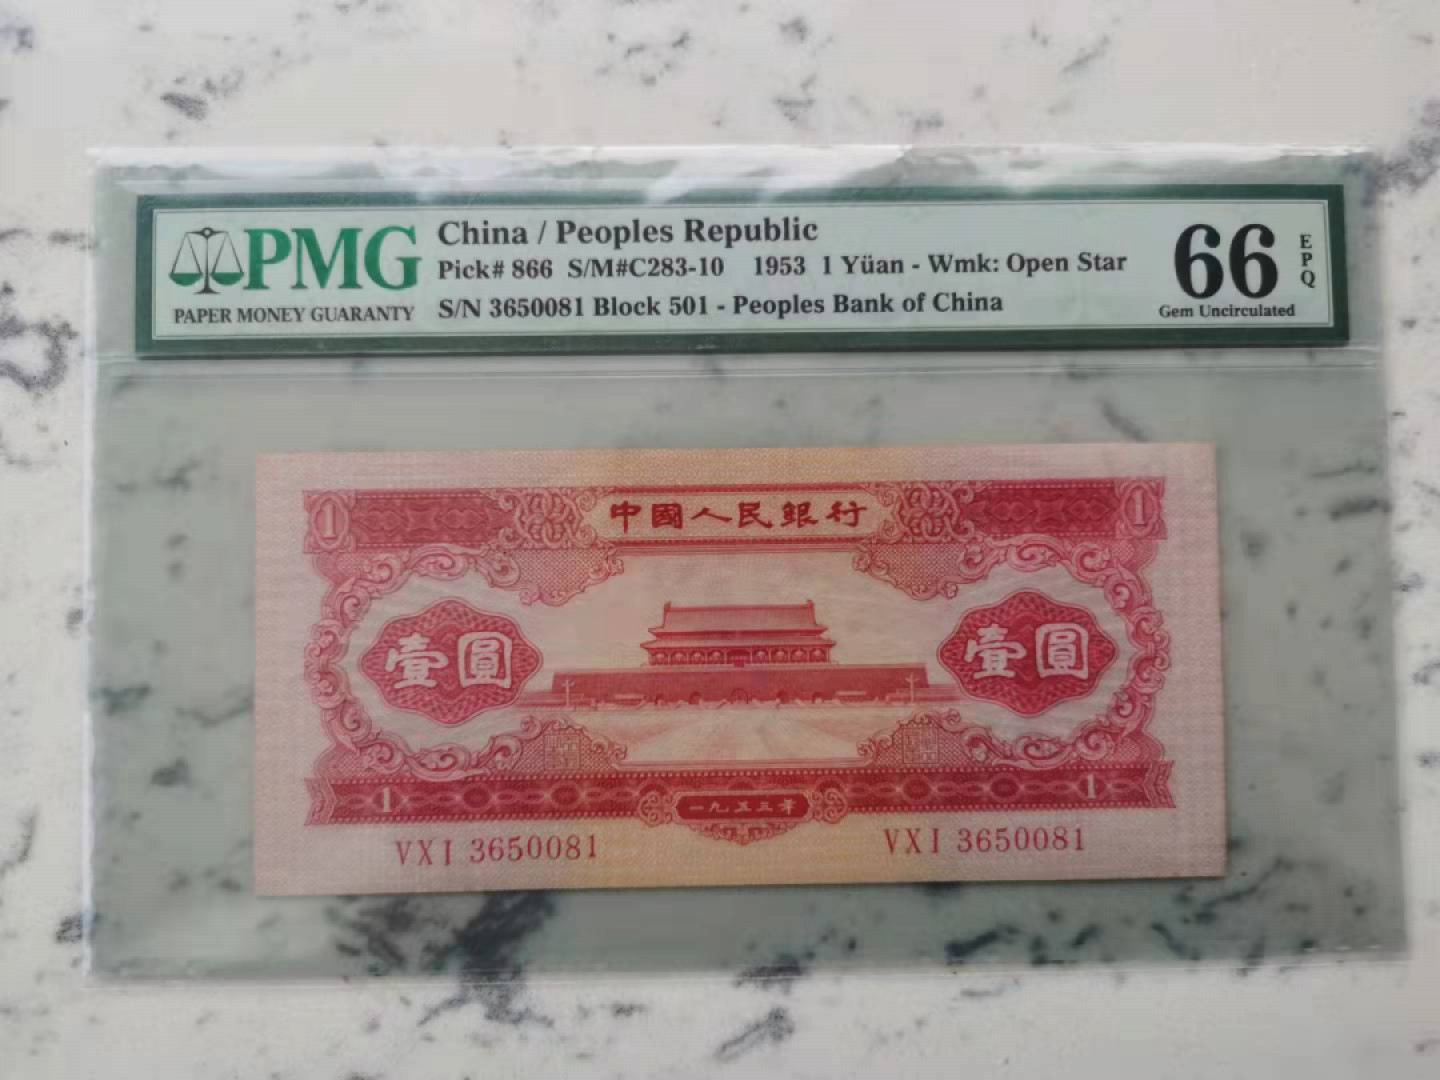 PMG
PAPER MONEY GUARANTY
China / Peoples Republic
Pick# 866 S/M#C283-10 1953 1 Yüan - Wmk: Open Star
S/N 3650081 Block 501 - Peoples Bank of China
66
EPQ
Gem Uncirculated
1 中國人民銀行 1
壹圓 壹圓
1 一九五三年 1
VXI 3650081 VXI 3650081